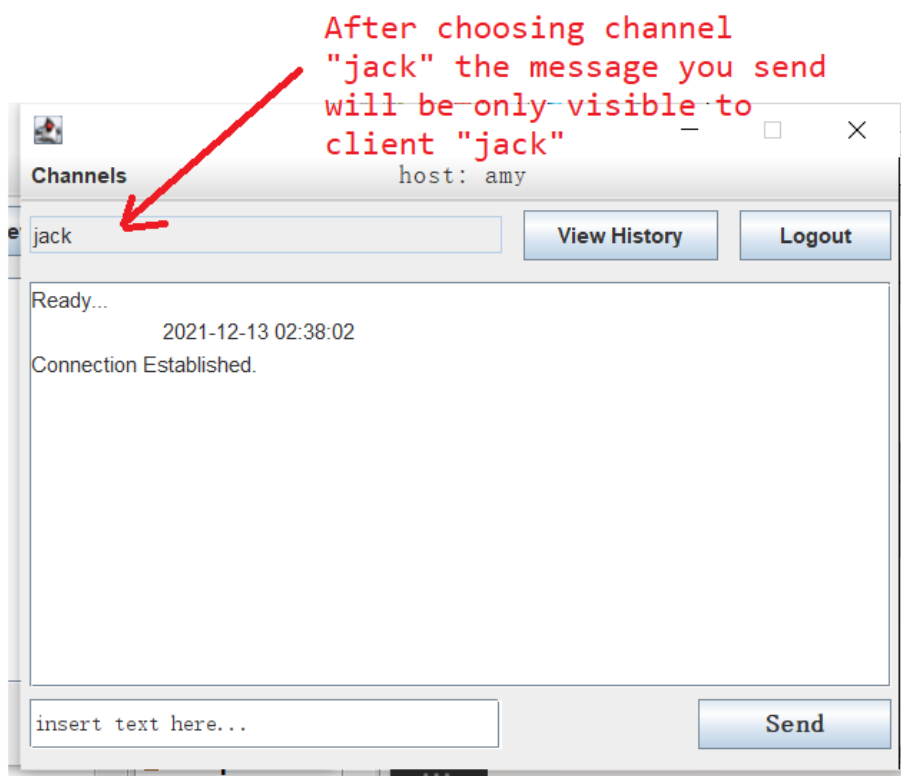 After choosing channel
"jack" the message you send
will be only visible to
client "jack"
Channels
host: amy
jack
View History
Logout
Ready...
2021-12-13 02:38:02
Connection Established.
insert text here...
Send